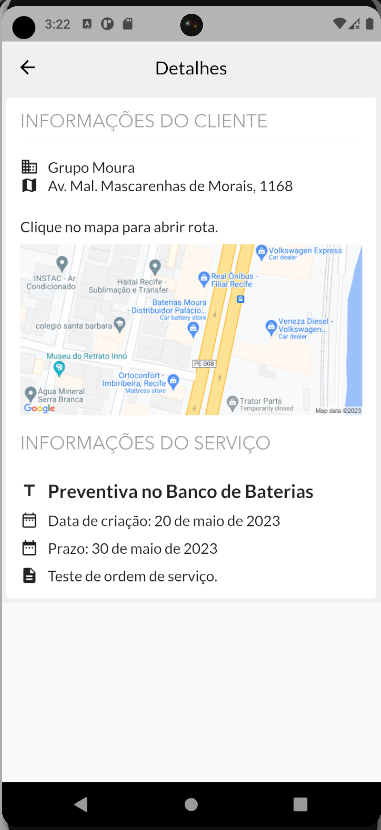 3:22
Detalhes
INFORMAÇÕES DO CLIENTE
Grupo Moura
Av. Mal. Mascarenhas de Morais, 1168
Clique no mapa para abrir rota.
Volkswagen Express
Car dealer
INSTAC - Ar
Condicionado
Haitai Recife -
Sublimação e Transfer
Real Ônibus -
Filial Recife
Baterias Moura
- Distribuidor Palácio...
Car battery store
colegio santa barbara
Veneza Diesel -
Volkswagen...
Car dealer
Museu do Retrato Innó
PE-008
Ortoconfort -
Imbiribeira, Recife
Mattress store
Água Mineral
Serra Branca
Trator Parts
Temporarily closed
Google
Map data ©2023
INFORMAÇÕES DO SERVIÇO
Preventiva no Banco de Baterias
Data de criação: 20 de maio de 2023
Prazo: 30 de maio de 2023
Teste de ordem de serviço.